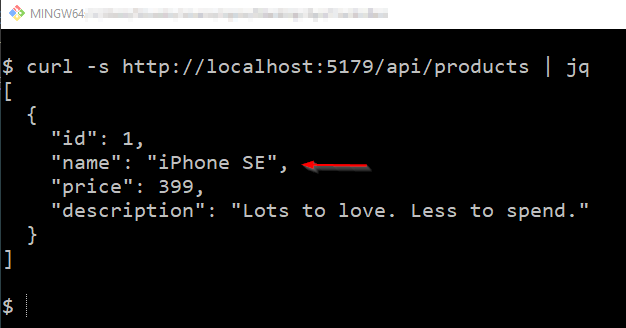 MINGW64
$ curl -s http://localhost:5179/api/products | jq
[
  {
    "id": 1,
    "name": "iPhone SE",
    "price": 399,
    "description": "Lots to love. Less to spend."
  }
]
$